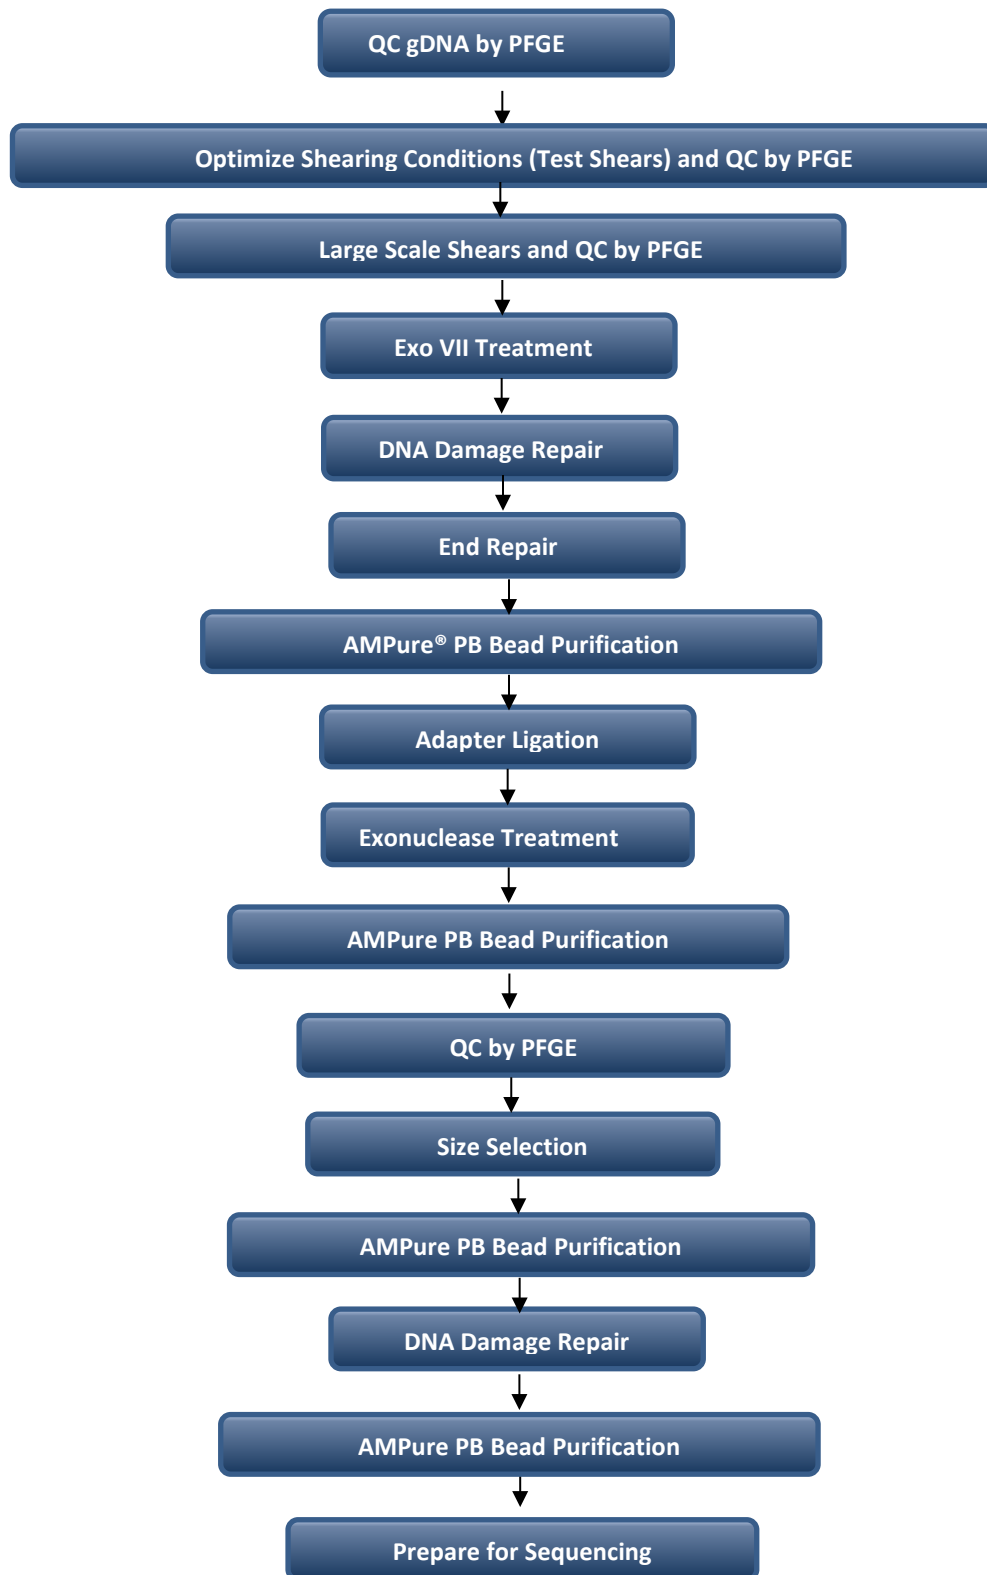 QC gDNA by PFGE
Optimize Shearing Conditions (Test Shears) and QC by PFGE
Large Scale Shears and QC by PFGE
Exo VII Treatment
DNA Damage Repair
End Repair
AMPure® PB Bead Purification
Adapter Ligation
Exonuclease Treatment
AMPure PB Bead Purification
QC by PFGE
Size Selection
AMPure PB Bead Purification
DNA Damage Repair
AMPure PB Bead Purification
Prepare for Sequencing